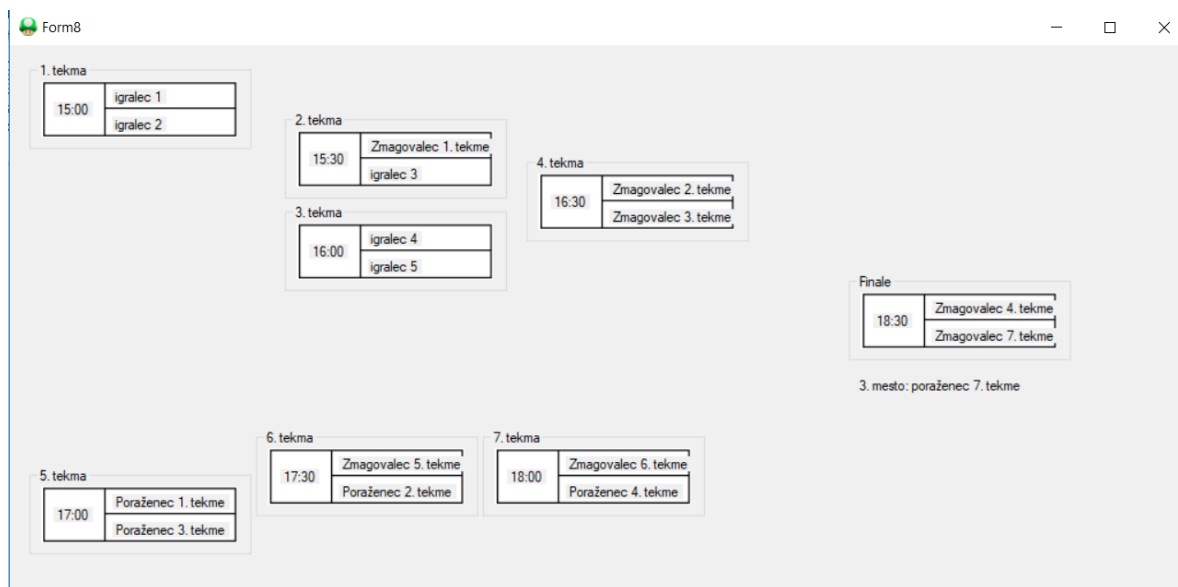 Form8
1. tekma
15:00
igralec 1
igralec 2
2. tekma
15:30
Zmagovalec 1. tekme
igralec 3
3. tekma
16:00
igralec 4
igralec 5
4. tekma
16:30
Zmagovalec 2. tekme
Zmagovalec 3. tekme
Finale
18:30
Zmagovalec 4. tekme
Zmagovalec 7. tekme
3. mesto: poraženec 7. tekme
5. tekma
17:00
Poraženec 1. tekme
Poraženec 3. tekme
6. tekma
17:30
Zmagovalec 5. tekme
Poraženec 2. tekme
7. tekma
18:00
Zmagovalec 6. tekme
Poraženec 4. tekme